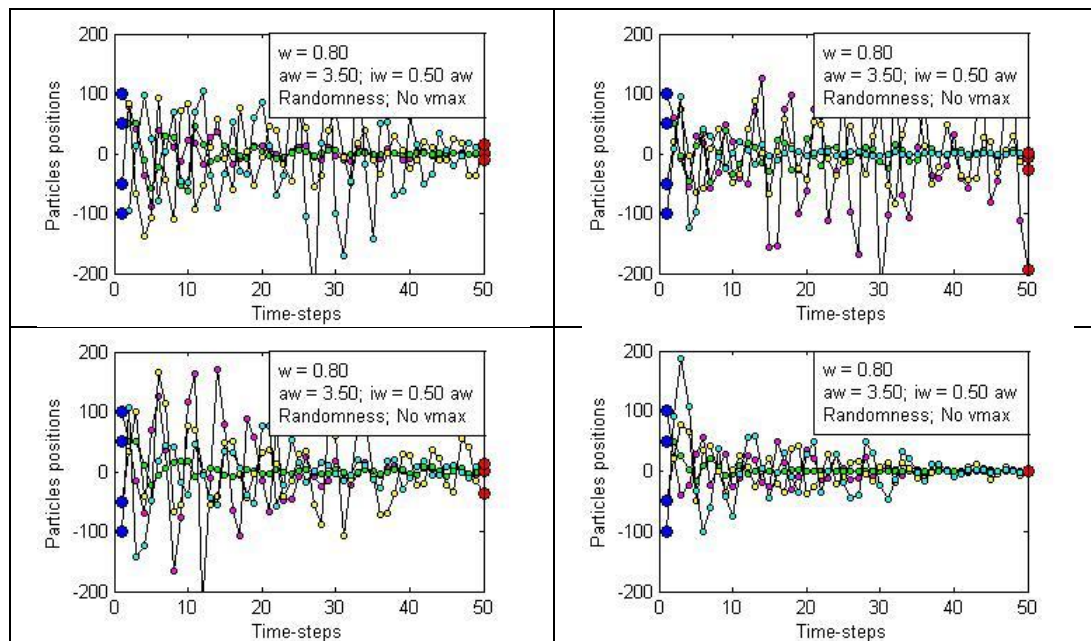 200
w = 0.80
aw = 3.50; iw = 0.50 aw
Randomness; No vmax
100
0
-100
-200
Particles positions
0 10 20 30 40 50
Time-steps
200
w = 0.80
aw = 3.50; iw = 0.50 aw
Randomness; No vmax
100
0
-100
-200
Particles positions
0 10 20 30 40 50
Time-steps
200
w = 0.80
aw = 3.50; iw = 0.50 aw
Randomness; No vmax
100
0
-100
-200
Particles positions
0 10 20 30 40 50
Time-steps
200
w = 0.80
aw = 3.50; iw = 0.50 aw
Randomness; No vmax
100
0
-100
-200
Particles positions
0 10 20 30 40 50
Time-steps